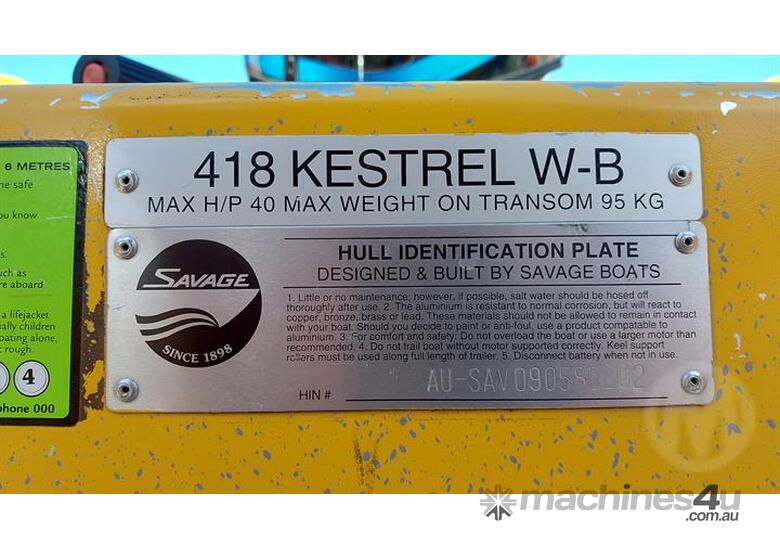 6 METRES
ne safe
ou know
s.
uch as
re aboard
a lifejacket
ially children
oating alone,
t rough.
4
phone 000
418 KESTREL W-B
MAX H/P 40 MAX WEIGHT ON TRANSOM 95 KG
SAVAGE
SINCE 1898
HULL IDENTIFICATION PLATE
DESIGNED & BUILT BY SAVAGE BOATS
1. Little or no maintenance; however, if possible, salt water should be hosed off
thoroughly after use. 2. The aluminium is resistant to normal corrosion, but will react to
copper, bronze, brass or lead. These materials should not be allowed to remain in contact
with your boat. Should you decide to paint or anti-foul, use a product compatable to
aluminium. 3. For comfort and safety: Do not overload the boat or use a larger motor than
recommended. 4. Do not trail boat without motor supported correctly. Keel support
rollers must be used along full length of trailer. 5. Disconnect battery when not in use.
HIN #
M
machines4u
.com.au